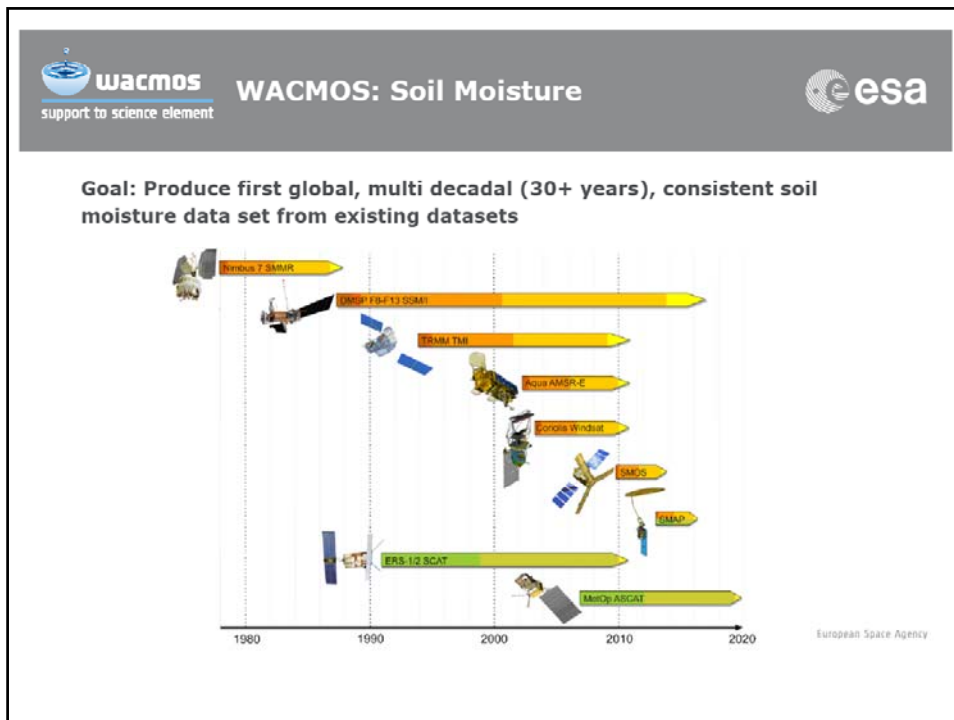 wacmos
support to science element
WACMOS: Soil Moisture
esa
Goal: Produce first global, multi decadal (30+ years), consistent soil
moisture data set from existing datasets
Nimbus 7 SMMR
DMSP F8-F13 SSM/I
TRMM TMI
Aqua AMSR-E
Coriolis Windsat
SMOS
SMAP
ERS-1/2 SCAT
MetOp ASCAT
1980
1990
2000
2010
2020
European Space Agency